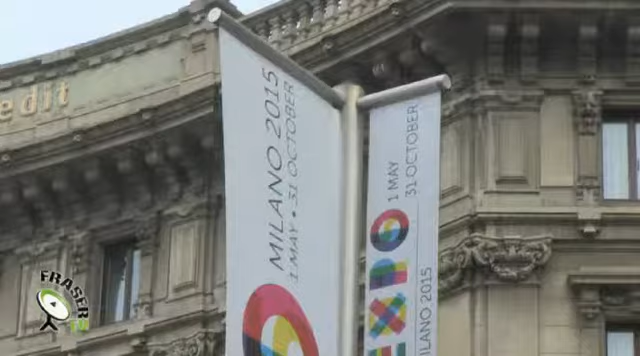 edit
MILANO 2015
1 MAY • 31 OCTOBER
1 MAY
31 OCTOBER
EXPO
MILANO 2015
FRASER
TV